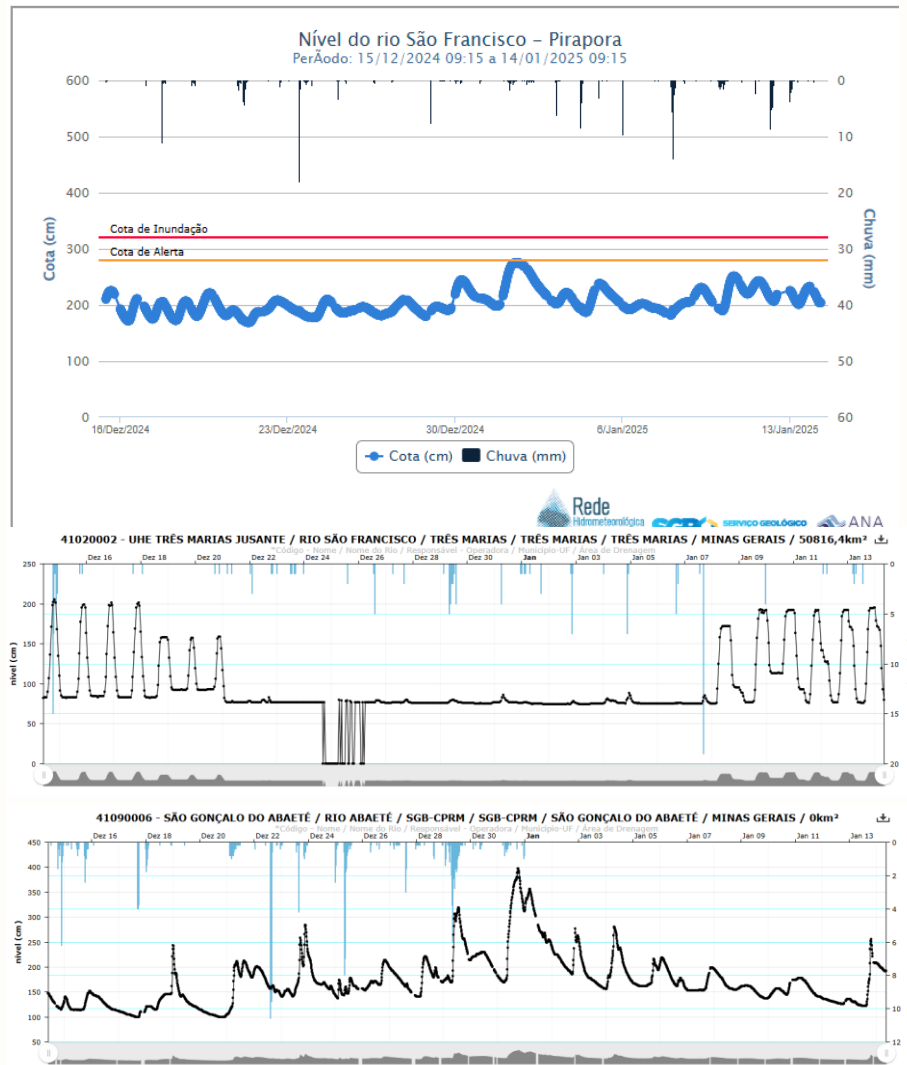 Nível do rio São Francisco – Pirapora
PerÃodo: 15/12/2024 09:15 a 14/01/2025 09:15
600
500
400
300
200
100
0
Cota (cm)
0
10
20
30
40
50
60
Chuva (mm)
Cota de Inundação
Cota de Alerta
16/Dez/2024 23/Dez/2024 30/Dez/2024 6/Jan/2025 13/Jan/2025
Cota (cm) Chuva (mm)
Rede
Hidrometeorológica
SERVIÇO GEOLÓGICO ANA
41020002 - UHE TRÊS MARIAS JUSANTE / RIO SÃO FRANCISCO / TRÊS MARIAS / TRÊS MARIAS / TRÊS MARIAS / MINAS GERAIS / 50816,4km²
*Código - Nome / Nome do Rio / Responsável - Operadora / Município-UF / Área de Drenagem
Dez 16 Dez 18 Dez 20 Dez 22 Dez 24 Dez 26 Dez 28 Dez 30 Jan Jan 03 Jan 05 Jan 07 Jan 09 Jan 11 Jan 13
250
200
150
100
50
0
nível (cm)
0
5
10
15
20
41090006 - SÃO GONÇALO DO ABAETÉ / RIO ABAETÉ / SGB-CPRM / SGB-CPRM / SÃO GONÇALO DO ABAETÉ / MINAS GERAIS / 0km²
*Código - Nome / Nome do Rio / Responsável - Operadora / Município-UF / Área de Drenagem
Dez 16 Dez 18 Dez 20 Dez 22 Dez 24 Dez 26 Dez 28 Dez 30 Jan Jan 03 Jan 05 Jan 07 Jan 09 Jan 11 Jan 13
450
400
350
300
250
200
150
100
50
nível (cm)
0
2
4
6
8
10
12